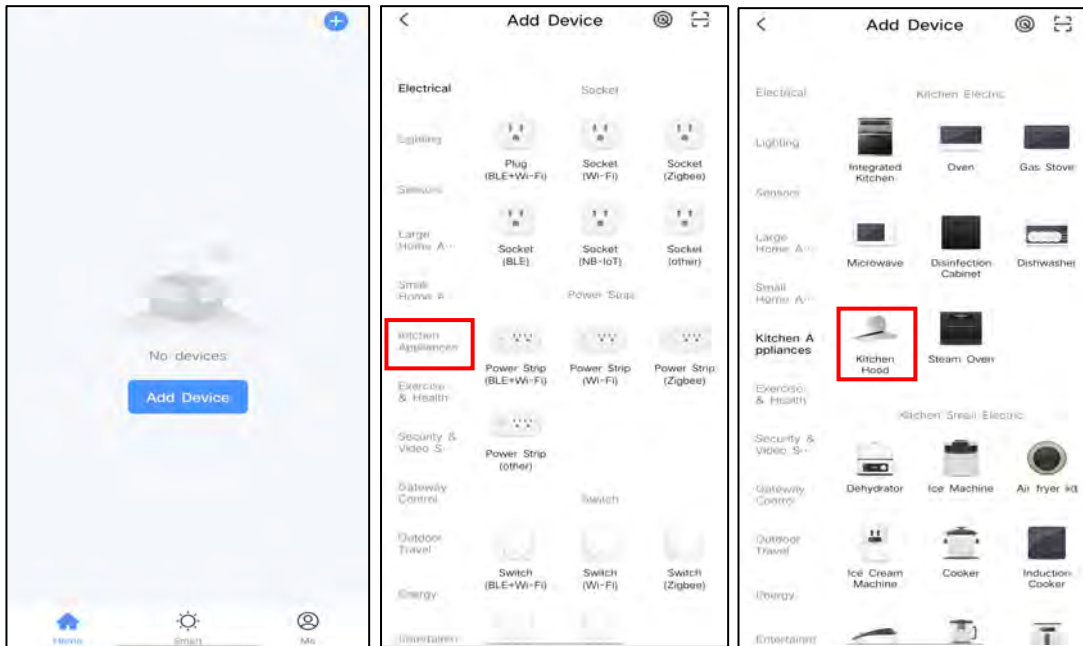 No devices
Add Device
Home
Smart
Me
Add Device
Electrical
Lighting
Sensors
Large
Home A...
Small
Home A...
Kitchen
Appliances
Exercise
& Health
Security &
Video S...
Gateway
Control
Outdoor
Travel
Energy
Entertainm
Socket
Plug
(BLE+Wi-Fi)
Socket
(Wi-Fi)
Socket
(Zigbee)
Socket
(BLE)
Socket
(NB-IoT)
Socket
(other)
Power Strip
Power Strip
(BLE+Wi-Fi)
Power Strip
(Wi-Fi)
Power Strip
(Zigbee)
Power Strip
(other)
Switch
Switch
(BLE+Wi-Fi)
Switch
(Wi-Fi)
Switch
(Zigbee)
Add Device
Electrical
Lighting
Sensors
Large
Home A...
Small
Home A...
Kitchen A
ppliances
Exercise
& Health
Security &
Video S...
Gateway
Control
Outdoor
Travel
Energy
Entertainm
Kitchen Electric
Integrated
Kitchen
Oven
Gas Stove
Microwave
Disinfection
Cabinet
Dishwasher
Kitchen
Hood
Steam Oven
Kitchen Small Electric
Dehydrator
Ice Machine
Air fryer lid
Ice Cream
Machine
Cooker
Induction
Cooker